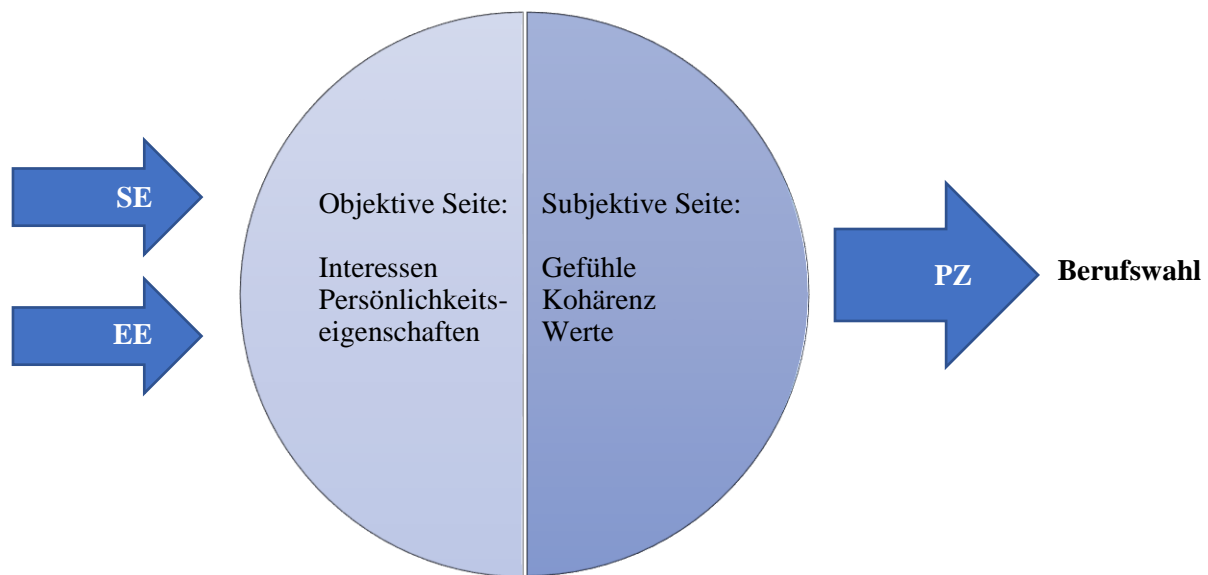 SE
EE
Objektive Seite:
Interessen
Persönlichkeits-
eigenschaften
Subjektive Seite:
Gefühle
Kohärenz
Werte
PZ
Berufswahl